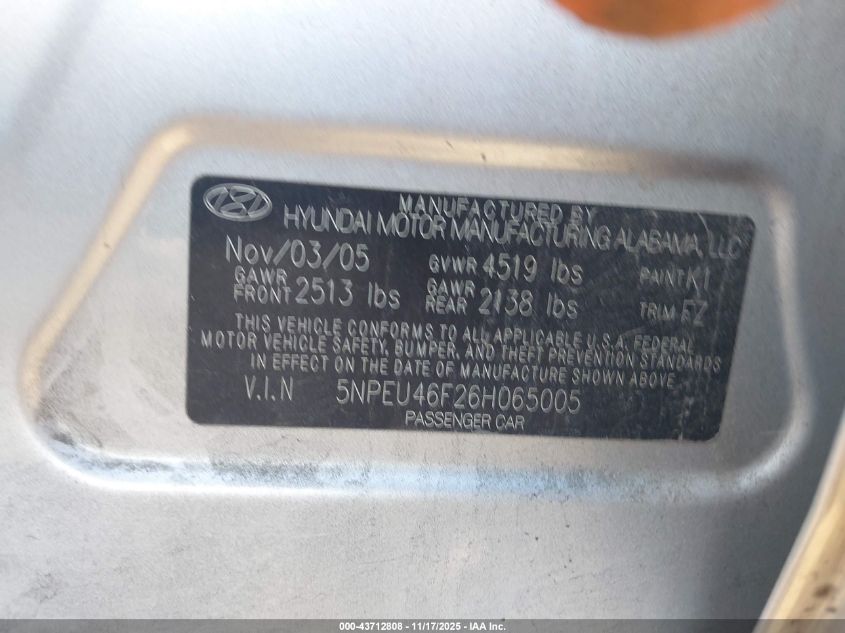 MANUFACTURED BY
HYUNDAI MOTOR MANUFACTURING ALABAMA, LLC
Nov/03/05 GVWR 4519 lbs PAINT K1
GAWR FRONT 2513 lbs GAWR REAR 2138 lbs TRIM FZ
THIS VEHICLE CONFORMS TO ALL APPLICABLE U.S.A. FEDERAL
MOTOR VEHICLE SAFETY, BUMPER, AND THEFT PREVENTION STANDARDS
IN EFFECT ON THE DATE OF MANUFACTURE SHOWN ABOVE.
V.I.N 5NPEU46F26H065005
PASSENGER CAR
000-43712808 - 11/17/2025 - IAA Inc.